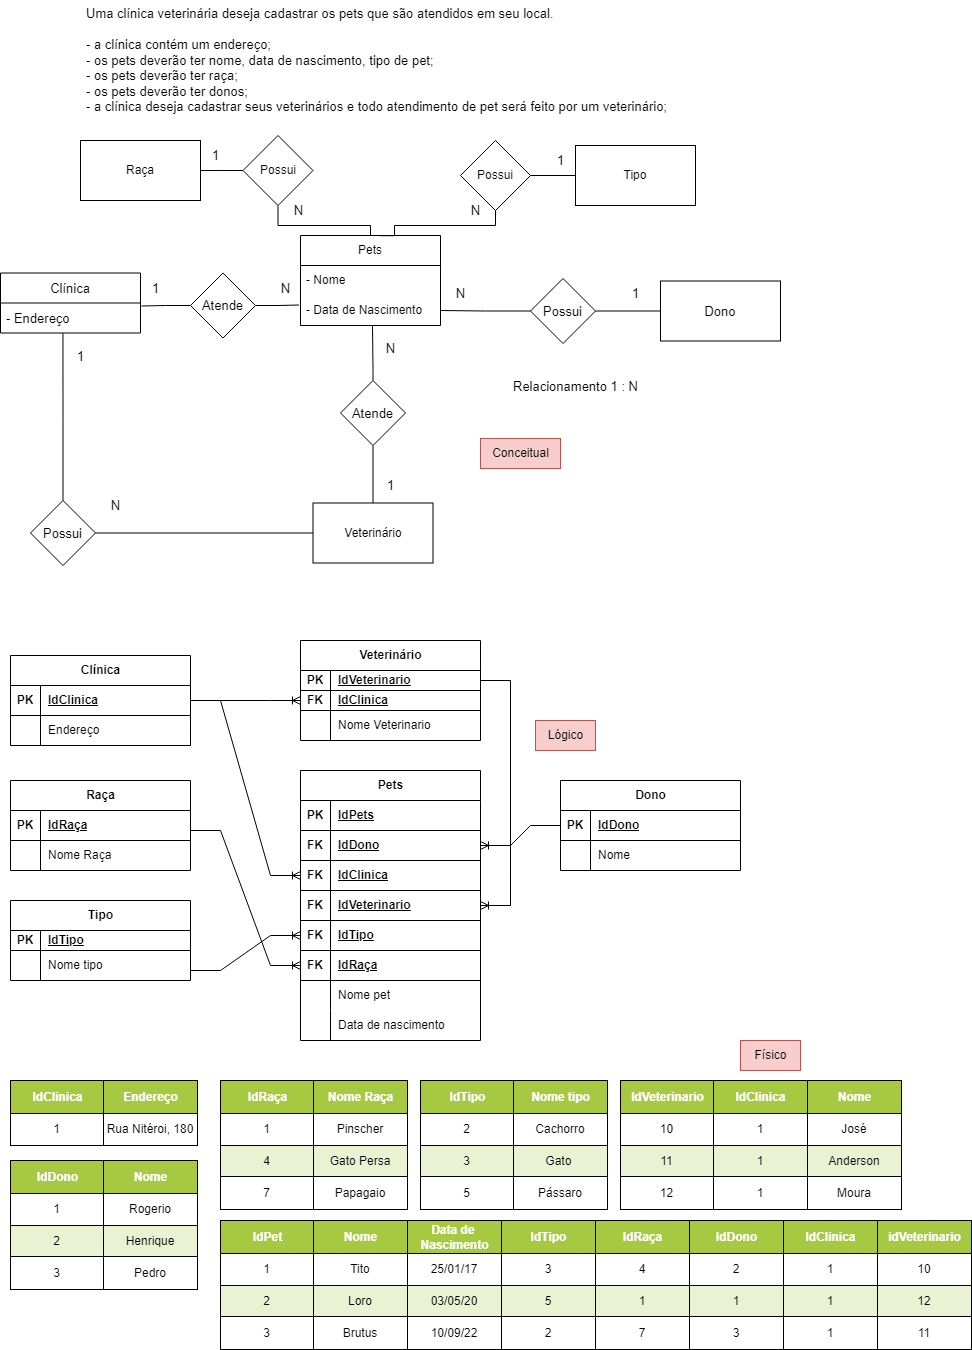 Uma clínica veterinária deseja cadastrar os pets que são atendidos em seu local.
- a clínica contém um endereço;
- os pets deverão ter nome, data de nascimento, tipo de pet;
- os pets deverão ter raça;
- os pets deverão ter donos;
- a clínica deseja cadastrar seus veterinários e todo atendimento de pet será feito por um veterinário;
Raça
1
Possui
N
Possui
1
Tipo
N
Pets
- Nome
- Data de Nascimento
Clínica
- Endereço
1
Atende
N
N
Possui
1
Dono
1
N
Relacionamento 1 : N
Atende
Conceitual
1
N
Possui
Veterinário
Clínica
PK IdClinica
Endereço
Veterinário
PK IdVeterinario
FK IdClinica
Nome Veterinario
Lógico
Raça
PK IdRaça
Nome Raça
Pets
PK IdPets
FK IdDono
FK IdClinica
FK IdVeterinario
FK IdTipo
FK IdRaça
Nome pet
Data de nascimento
Dono
PK IdDono
Nome
Tipo
PK IdTipo
Nome tipo
Físico
IdClinica Endereço
1 Rua Nitéroi, 180
IdRaça Nome Raça
1 Pinscher
4 Gato Persa
7 Papagaio
IdTipo Nome tipo
2 Cachorro
3 Gato
5 Pássaro
IdVeterinario IdClinica Nome
10 1 José
11 1 Anderson
12 1 Moura
IdDono Nome
1 Rogerio
2 Henrique
3 Pedro
IdPet Nome Data de Nascimento IdTipo IdRaça IdDono IdClinica idVeterinario
1 Tito 25/01/17 3 4 2 1 10
2 Loro 03/05/20 5 1 1 1 12
3 Brutus 10/09/22 2 7 3 1 11